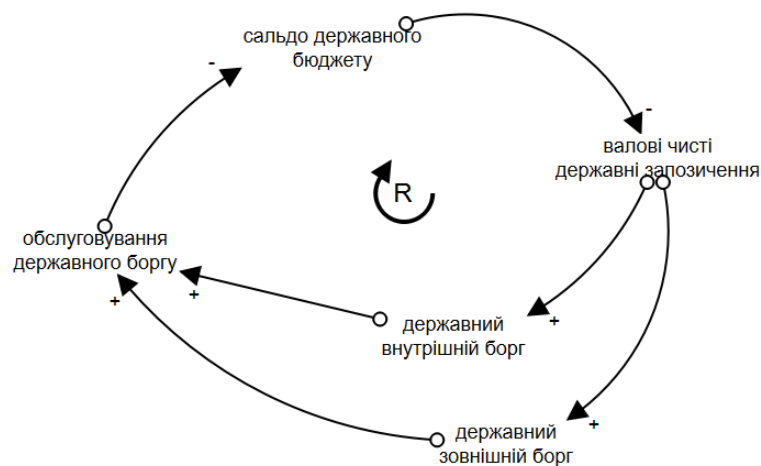 сальдо державного
бюджету
-
-
валові чисті
державні запозичення
R
обслуговування
державного боргу
+
+
державний
внутрішній борг
+
державний
зовнішній борг
+